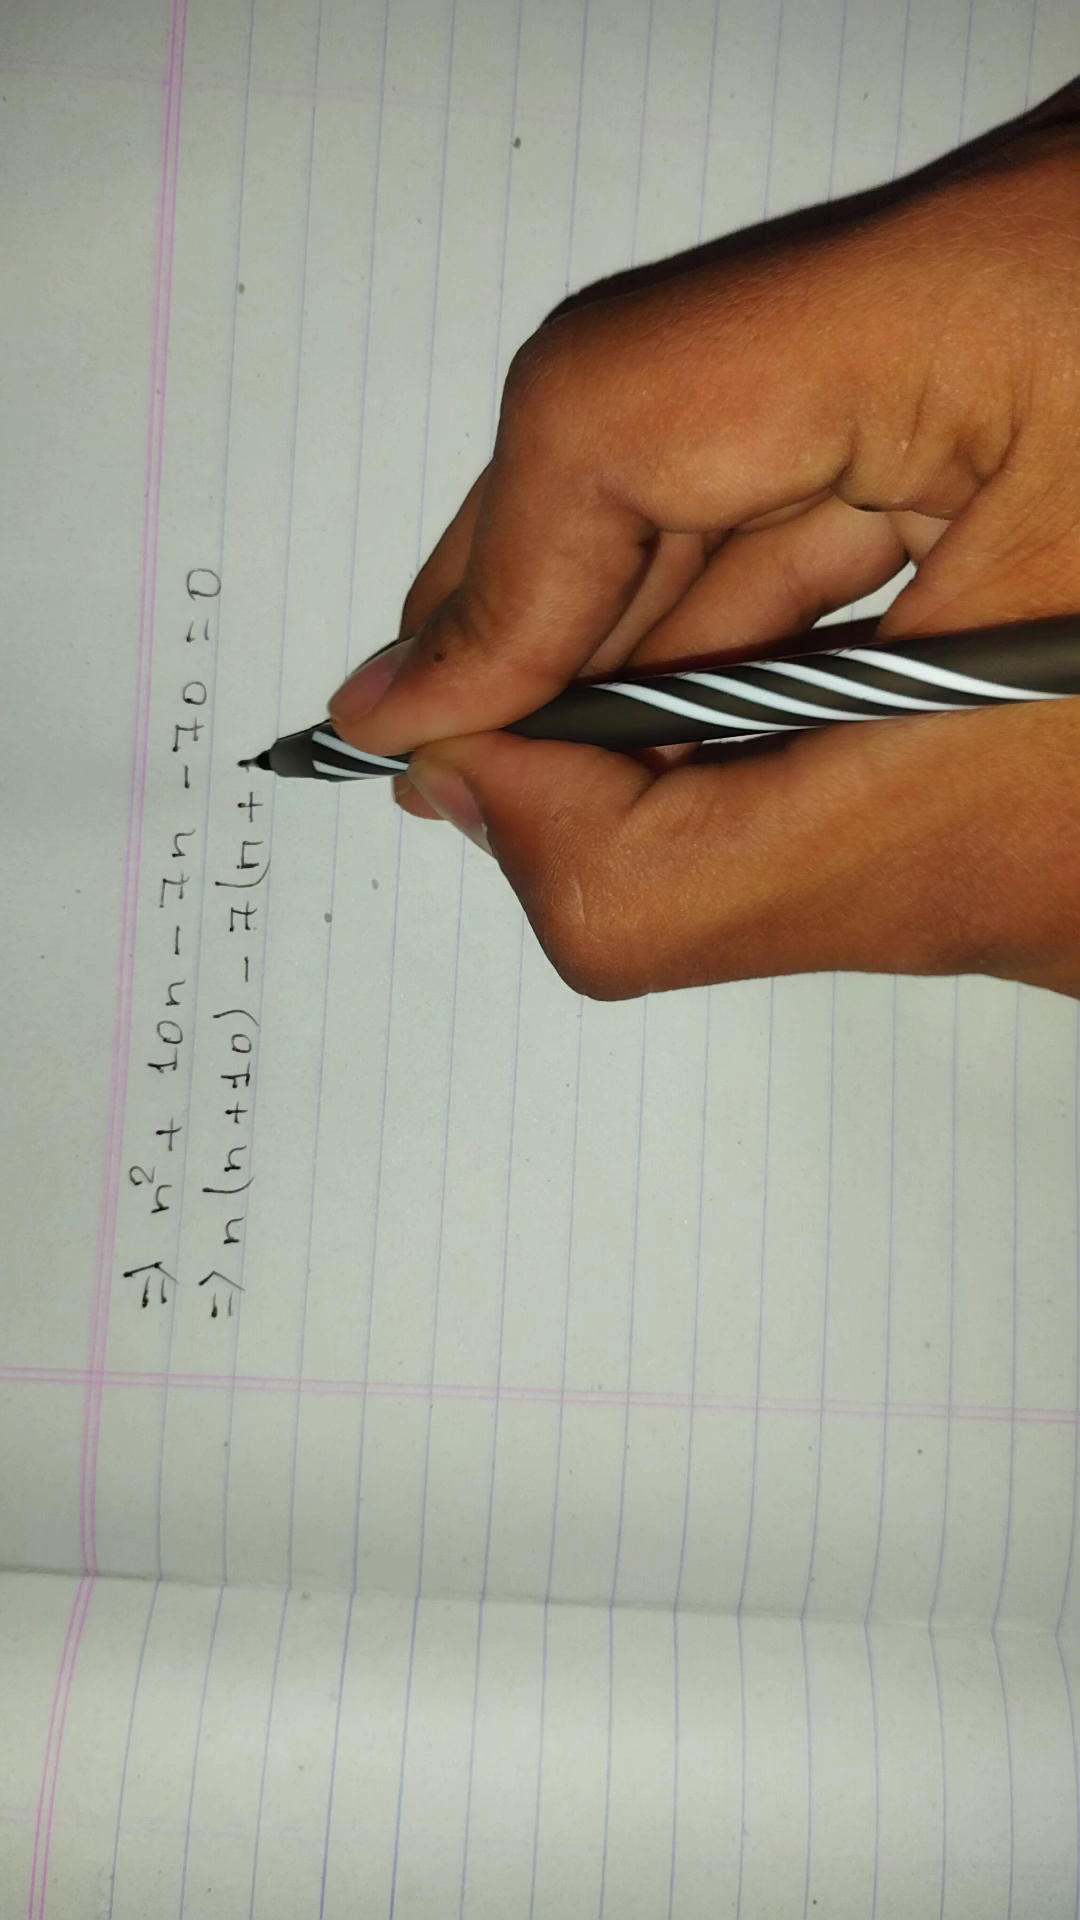 ⇒ n² + 10n - 7n - 70 = 0
⇒ n(n+10) - 7(n+